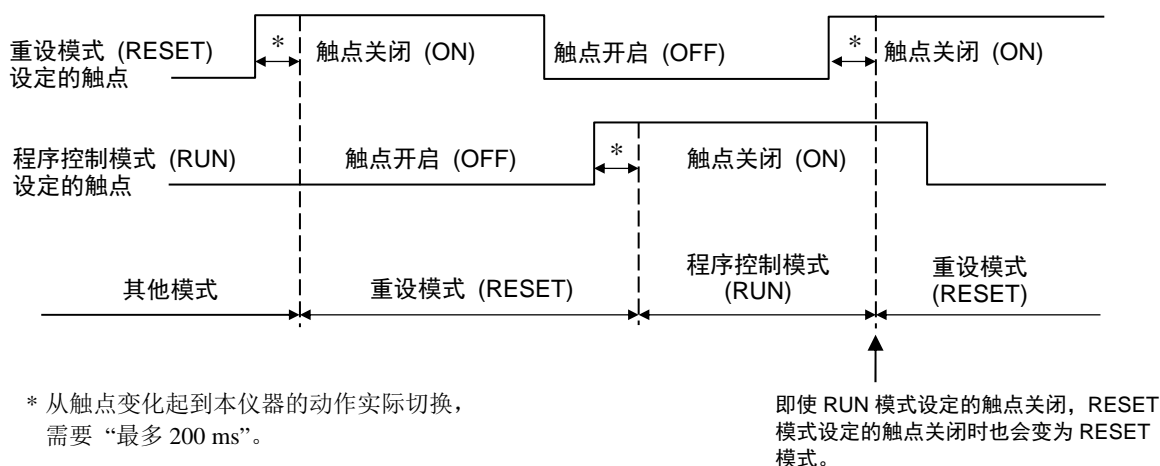 重设模式 (RESET)
设定的触点
*
触点关闭 (ON)
触点开启 (OFF)
*
触点关闭 (ON)
程序控制模式 (RUN)
设定的触点
触点开启 (OFF)
*
触点关闭 (ON)
其他模式
重设模式 (RESET)
程序控制模式
(RUN)
重设模式
(RESET)
* 从触点变化起到本仪器的动作实际切换，
需要 “最多 200 ms”。
即使 RUN 模式设定的触点关闭，RESET
模式设定的触点关闭时也会变为 RESET
模式。